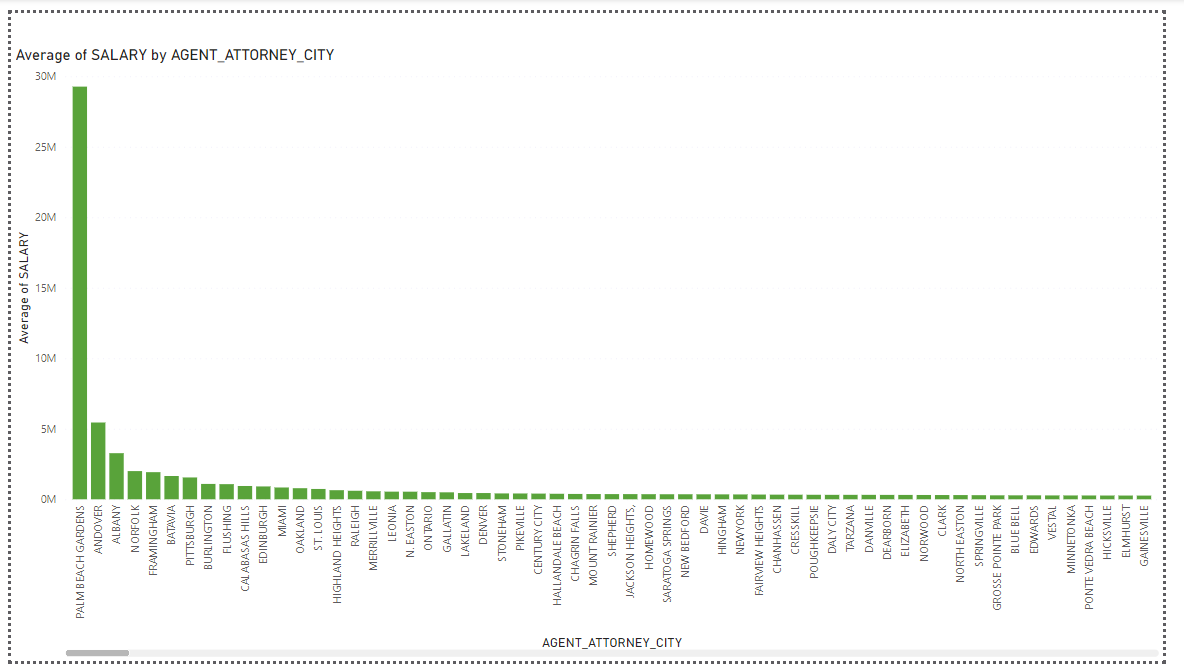 Average of SALARY by AGENT_ATTORNEY_CITY
30M
25M
20M
15M
10M
5M
0M
Average of SALARY
PALM BEACH GARDENS
ANDOVER
ALBANY
NORFOLK
FRAMINGHAM
BATAVIA
PITTSBURGH
BURLINGTON
FLUSHING
CALABASAS HILLS
EDINBURGH
MIAMI
OAKLAND
ST. LOUIS
HIGHLAND HEIGHTS
RALEIGH
MERRILLVILLE
LEONIA
N. EASTON
ONTARIO
GALLATIN
LAKELAND
DENVER
STONEHAM
PIKEVILLE
CENTURY CITY
HALLANDALE BEACH
CHAGRIN FALLS
MOUNT RAINIER
SHEPHERD
JACKSON HEIGHTS,
HOMEWOOD
SARATOGA SPRINGS
NEW BEDFORD
DAVIE
HINGHAM
NEWYORK
FAIRVIEW HEIGHTS
CHANHASSEN
CRESSKILL
POUGHKEEPSIE
DALY CITY
TARZANA
DANVILLE
DEARBORN
ELIZABETH
NORWOOD
CLARK
NORTH EASTON
SPRINGVILLE
GROSSE POINTE PARK
BLUE BELL
EDWARDS
VESTAL
MINNETONKA
PONTE VEDRA BEACH
HICKSVILLE
ELMHURST
GAINESVILLE
AGENT_ATTORNEY_CITY